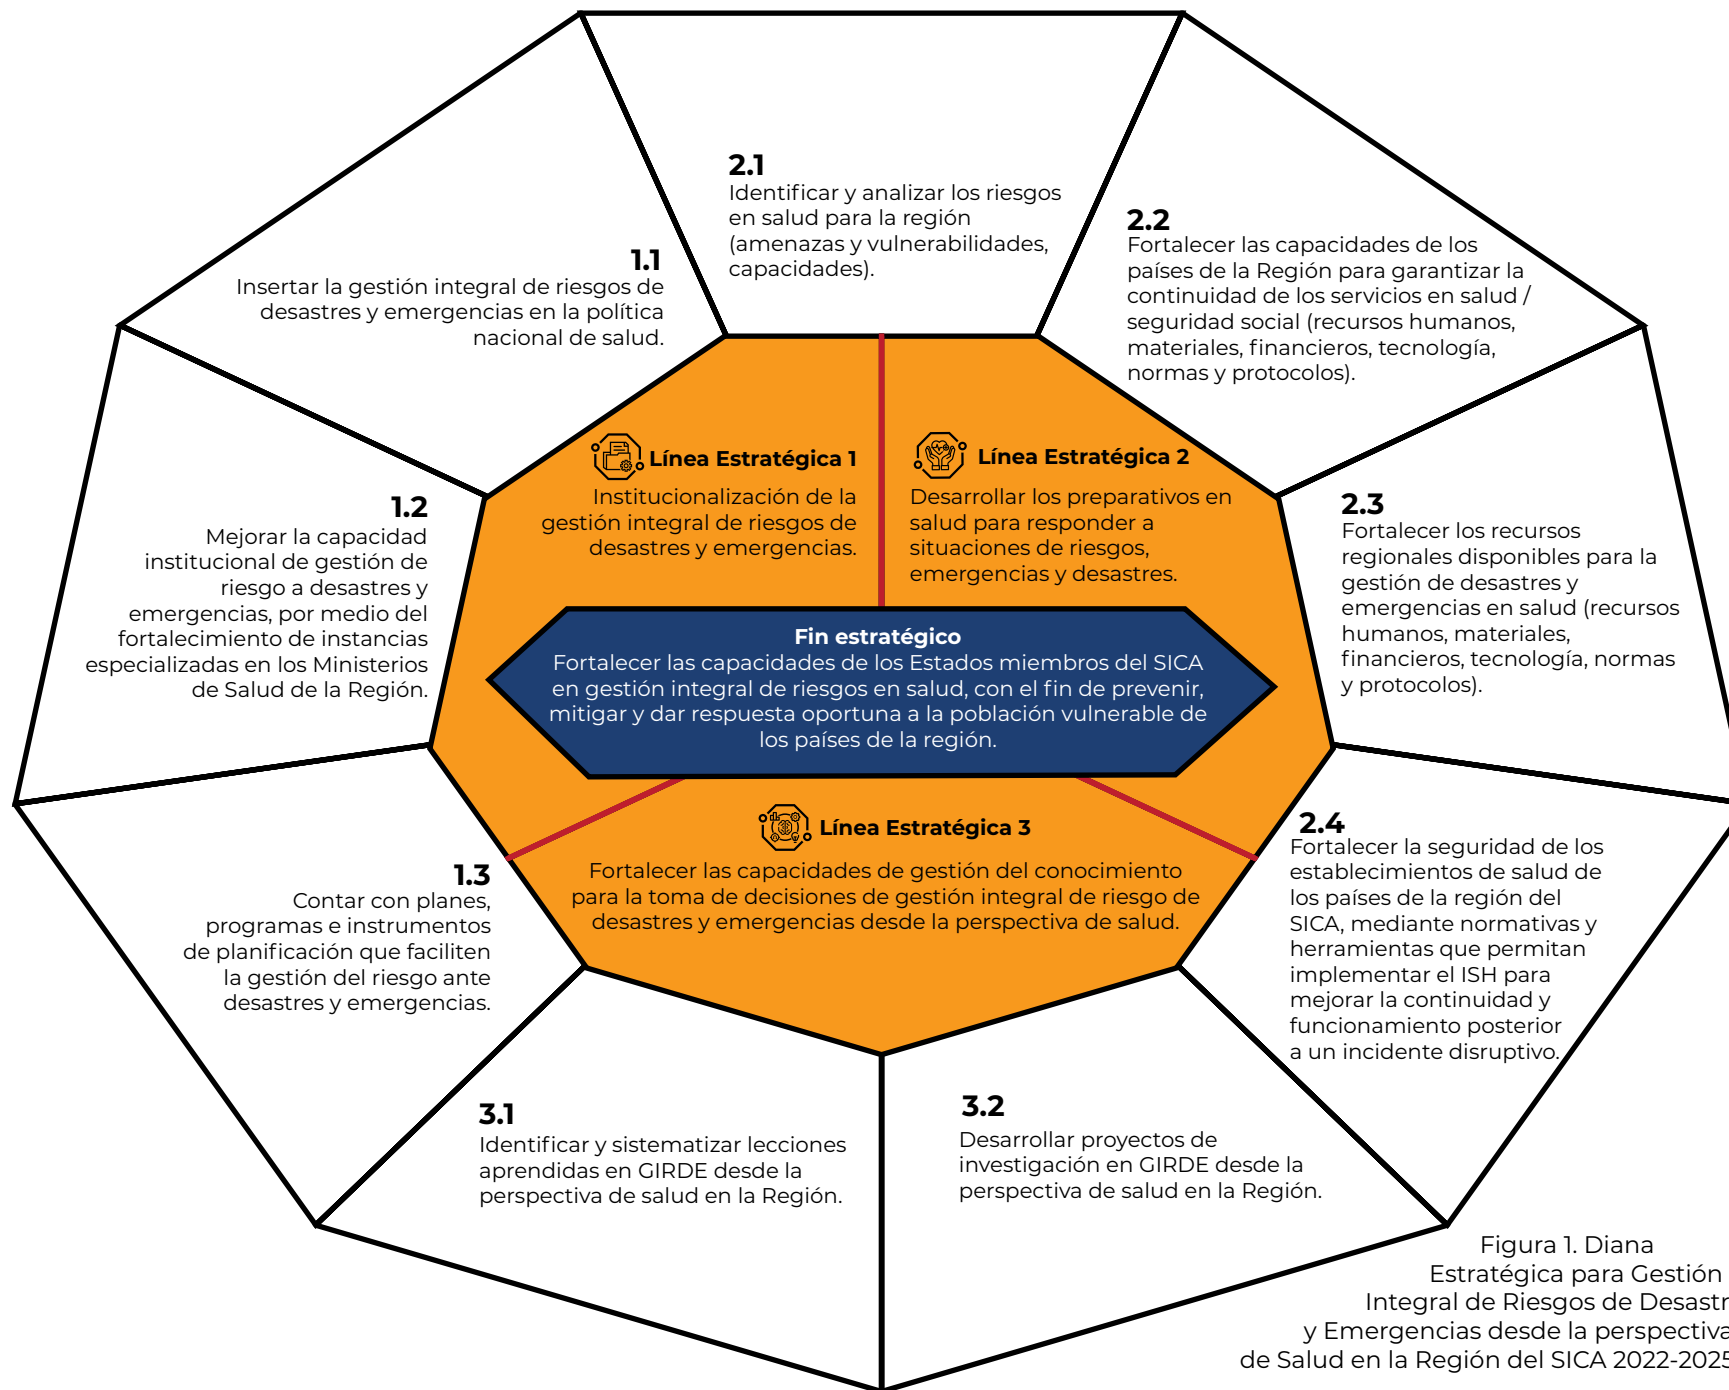 2.1
Identificar y analizar los riesgos
en salud para la región
(amenazas y vulnerabilidades,
capacidades).
2.2
Fortalecer las capacidades de los
países de la Región para garantizar la
continuidad de los servicios en salud /
seguridad social (recursos humanos,
materiales, financieros, tecnología,
normas y protocolos).
1.1
Insertar la gestión integral de riesgos de
desastres y emergencias en la política
nacional de salud.
Línea Estratégica 1
Institucionalización de la
gestión integral de riesgos de
desastres y emergencias.
Línea Estratégica 2
Desarrollar los preparativos en
salud para responder a
situaciones de riesgos,
emergencias y desastres.
1.2
Mejorar la capacidad
institucional de gestión de
riesgo a desastres y
emergencias, por medio del
fortalecimiento de instancias
especializadas en los Ministerios
de Salud de la Región.
2.3
Fortalecer los recursos
regionales disponibles para la
gestión de desastres y
emergencias en salud (recursos
humanos, materiales,
financieros, tecnología, normas
y protocolos).
Fin estratégico
Fortalecer las capacidades de los Estados miembros del SICA
en gestión integral de riesgos en salud, con el fin de prevenir,
mitigar y dar respuesta oportuna a la población vulnerable de
los países de la región.
Línea Estratégica 3
Fortalecer las capacidades de gestión del conocimiento
para la toma de decisiones de gestión integral de riesgo de
desastres y emergencias desde la perspectiva de salud.
1.3
Contar con planes,
programas e instrumentos
de planificación que faciliten
la gestión del riesgo ante
desastres y emergencias.
2.4
Fortalecer la seguridad de los
establecimientos de salud de
los países de la región del
SICA, mediante normativas y
herramientas que permitan
implementar el ISH para
mejorar la continuidad y
funcionamiento posterior
a un incidente disruptivo.
3.1
Identificar y sistematizar lecciones
aprendidas en GIRDE desde la
perspectiva de salud en la Región.
3.2
Desarrollar proyectos de
investigación en GIRDE desde la
perspectiva de salud en la Región.
Figura 1. Diana
Estratégica para Gestión
Integral de Riesgos de Desastr
y Emergencias desde la perspectiva
de Salud en la Región del SICA 2022-2025